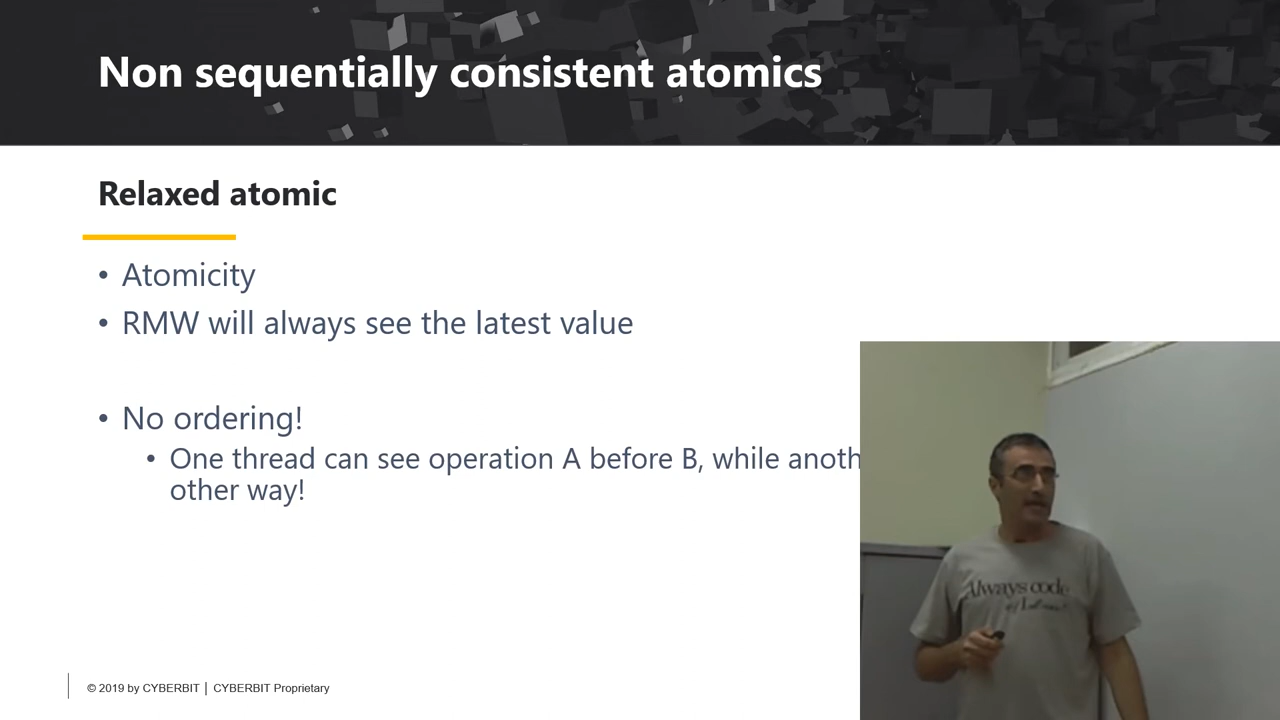 Non sequentially consistent atomics
Relaxed atomic
• Atomicity
• RMW will always see the latest value
• No ordering!
• One thread can see operation A before B, while anoth
other way!
Always code
© 2019 by CYBERBIT | CYBERBIT Proprietary